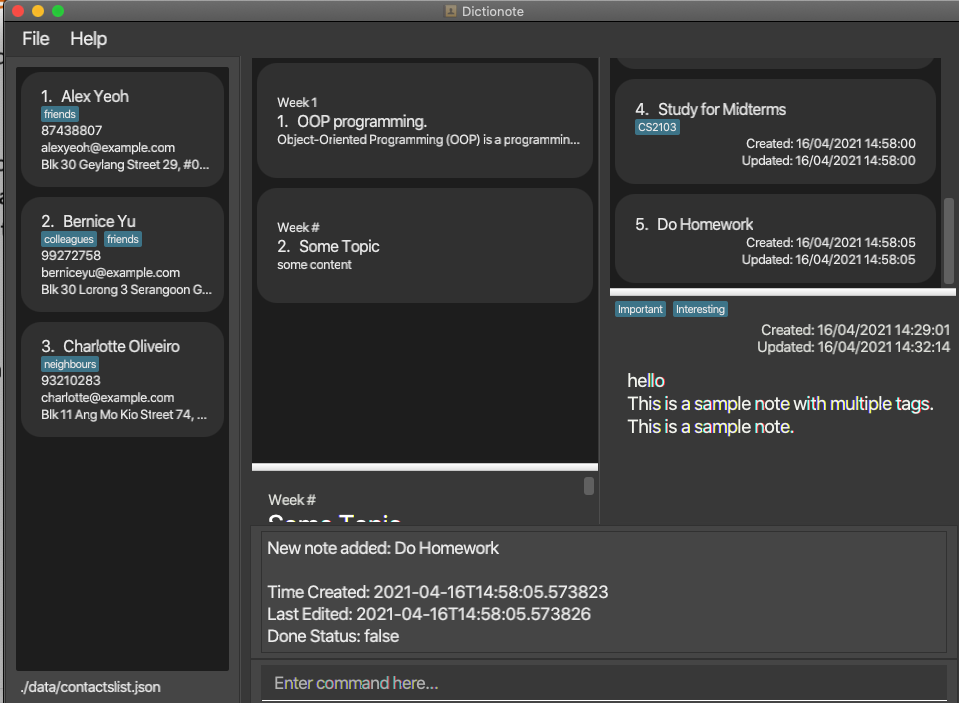 Dictionote
File Help
1. Alex Yeoh
friends
87438807
alexyeoh@example.com
Blk 30 Geylang Street 29, #0...
2. Bernice Yu
colleagues friends
99272758
berniceyu@example.com
Blk 30 Lorong 3 Serangoon G...
3. Charlotte Oliveiro
neighbours
93210283
charlotte@example.com
Blk 11 Ang Mo Kio Street 74, ...
./data/contactslist.json
Week 1
1. OOP programming.
Object-Oriented Programming (OOP) is a programmin...
Week #
2. Some Topic
some content
Week #
Some Topic
4. Study for Midterms
CS2103
Created: 16/04/2021 14:58:00
Updated: 16/04/2021 14:58:00
5. Do Homework
Created: 16/04/2021 14:58:05
Updated: 16/04/2021 14:58:05
Important Interesting
Created: 16/04/2021 14:29:01
Updated: 16/04/2021 14:32:14
hello
This is a sample note with multiple tags.
This is a sample note.
New note added: Do Homework
Time Created: 2021-04-16T14:58:05.573823
Last Edited: 2021-04-16T14:58:05.573826
Done Status: false
Enter command here...